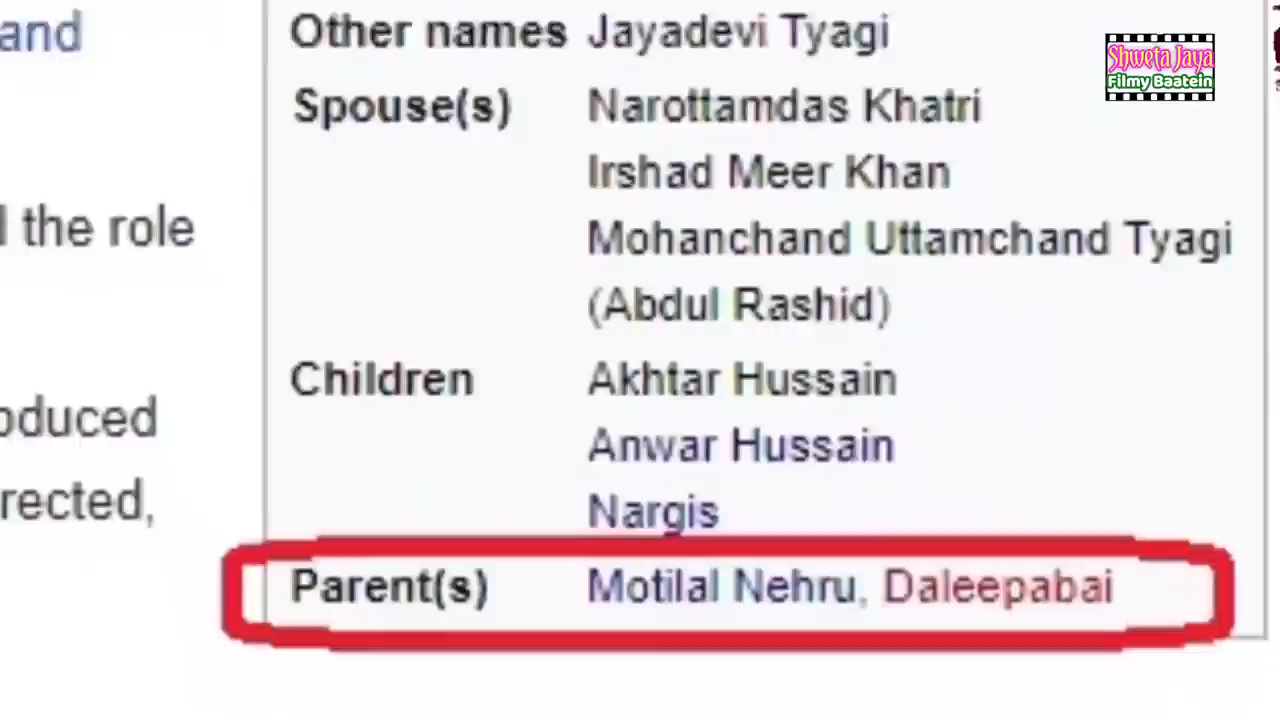 and
Other names Jayadevi Tyagi
Shweta Jaya
Filmy Baatein
Spouse(s) Narottamdas Khatri
Irshad Meer Khan
the role
Mohanchand Uttamchand Tyagi
(Abdul Rashid)
Children Akhtar Hussain
oduced
Anwar Hussain
rected,
Nargis
Parent(s) Motilal Nehru, Daleepabai